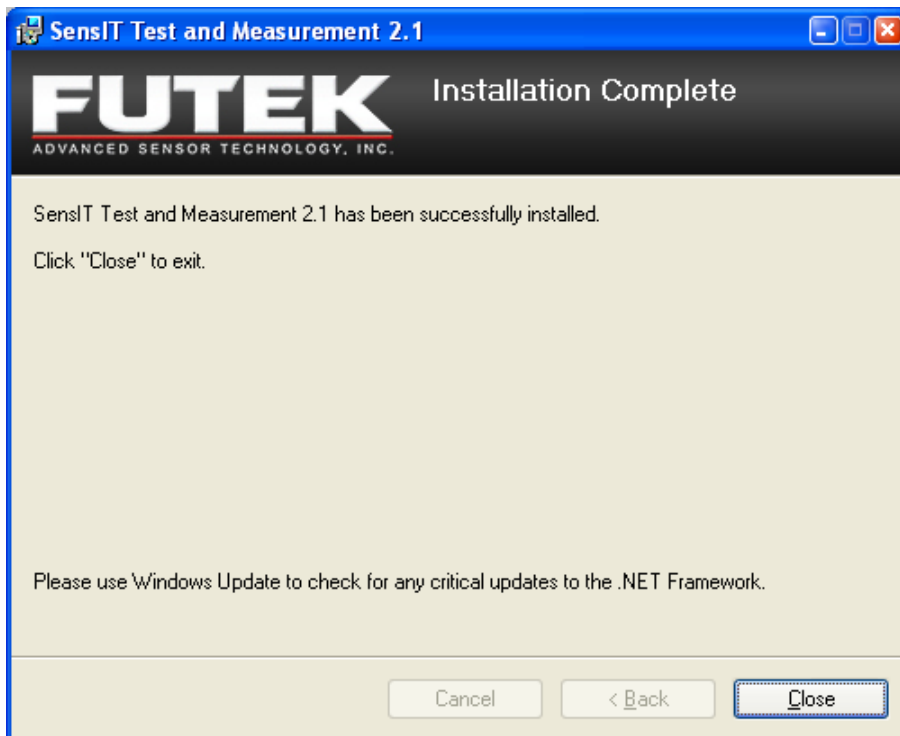 SensIT Test and Measurement 2.1
FUTEK
ADVANCED SENSOR TECHNOLOGY, INC.
Installation Complete
SensIT Test and Measurement 2.1 has been successfully installed.
Click "Close" to exit.
Please use Windows Update to check for any critical updates to the .NET Framework.
Cancel
< Back
Close